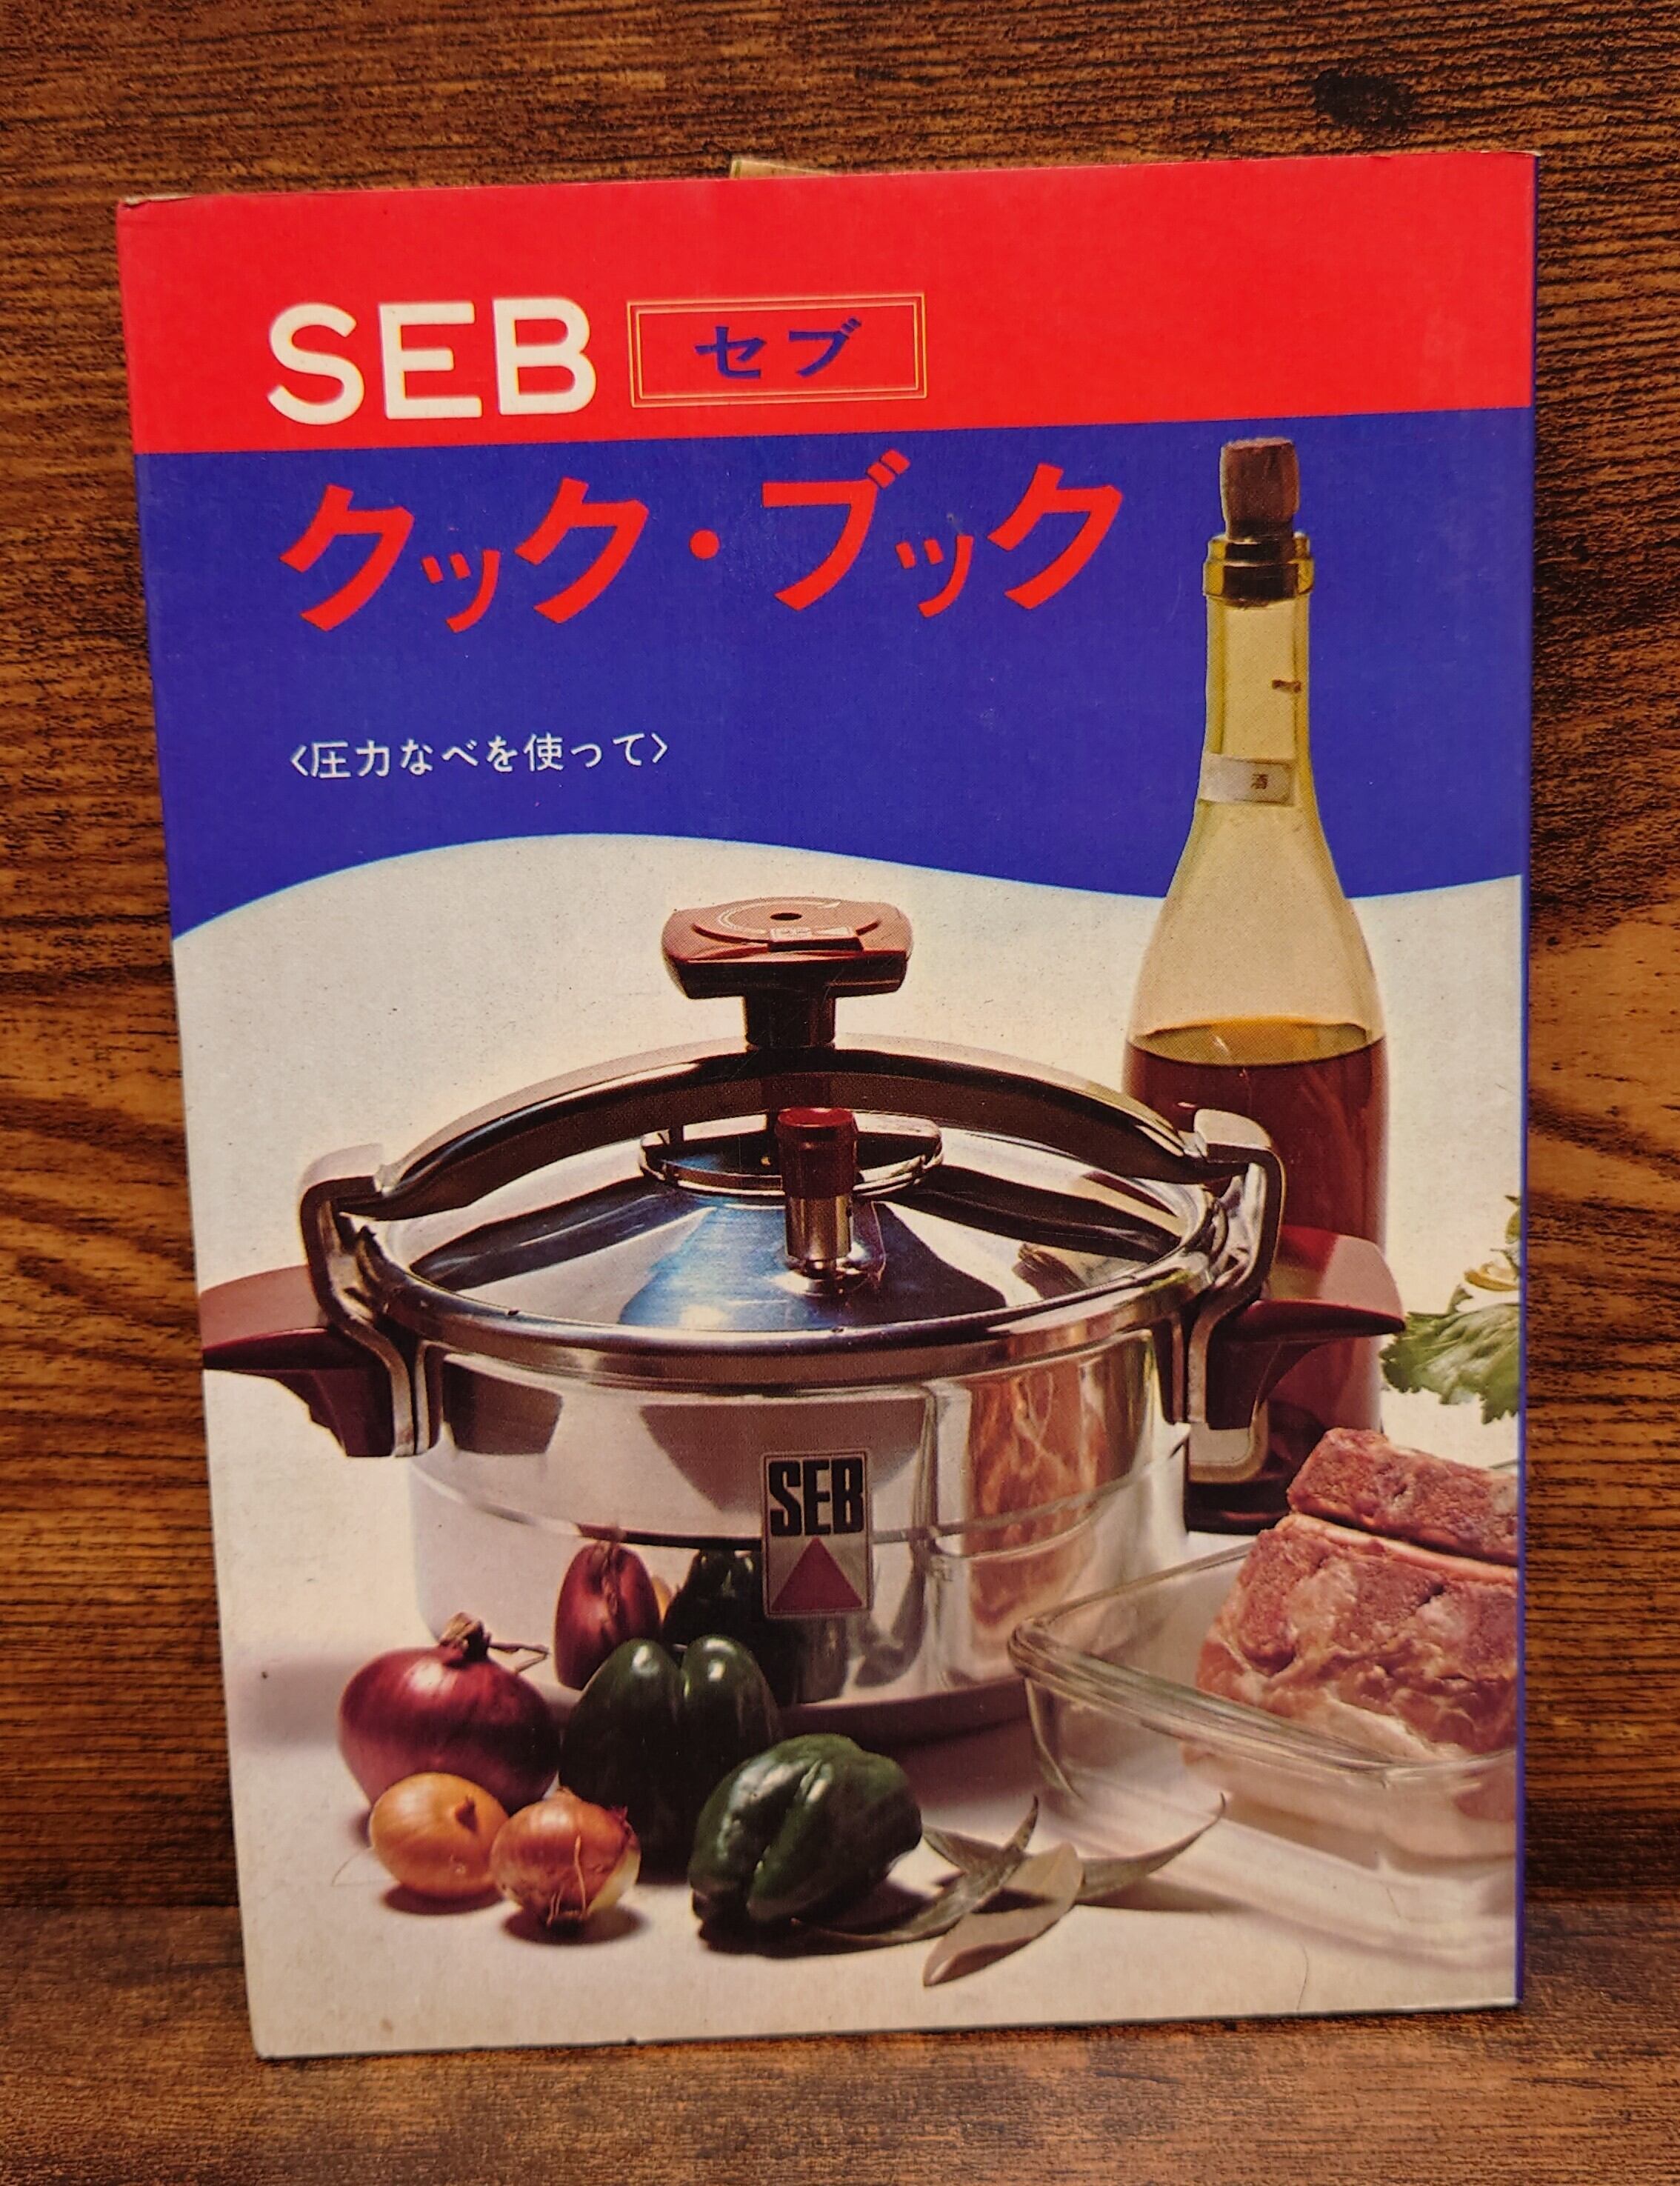 SEB セブ
クック・ブック
〈圧力なべを使って〉
酒
SEB